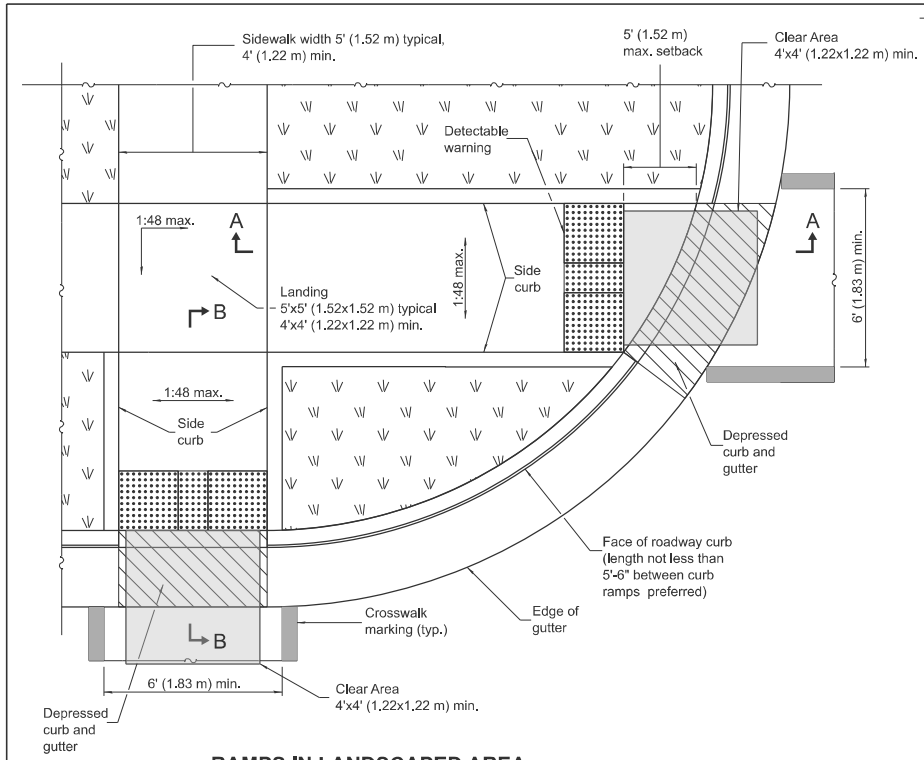 Sidewalk width 5' (1.52 m) typical,
4' (1.22 m) min.
5' (1.52 m)
max. setback
Clear Area
4'x4' (1.22x1.22 m) min.
Detectable
warning
1:48 max.
A
A
1:48 max.
Side
curb
6' (1.83 m) min.
Landing
5'x5' (1.52x1.52 m) typical
4'x4' (1.22x1.22 m) min.
B
1:48 max.
Side
curb
Depressed
curb and
gutter
Face of roadway curb
(length not less than
5'-6" between curb
ramps preferred)
Edge of
gutter
Crosswalk
marking (typ.)
B
6' (1.83 m) min.
Clear Area
4'x4' (1.22x1.22 m) min.
Depressed
curb and
gutter
RAMPS IN LANDSCAPED AREA